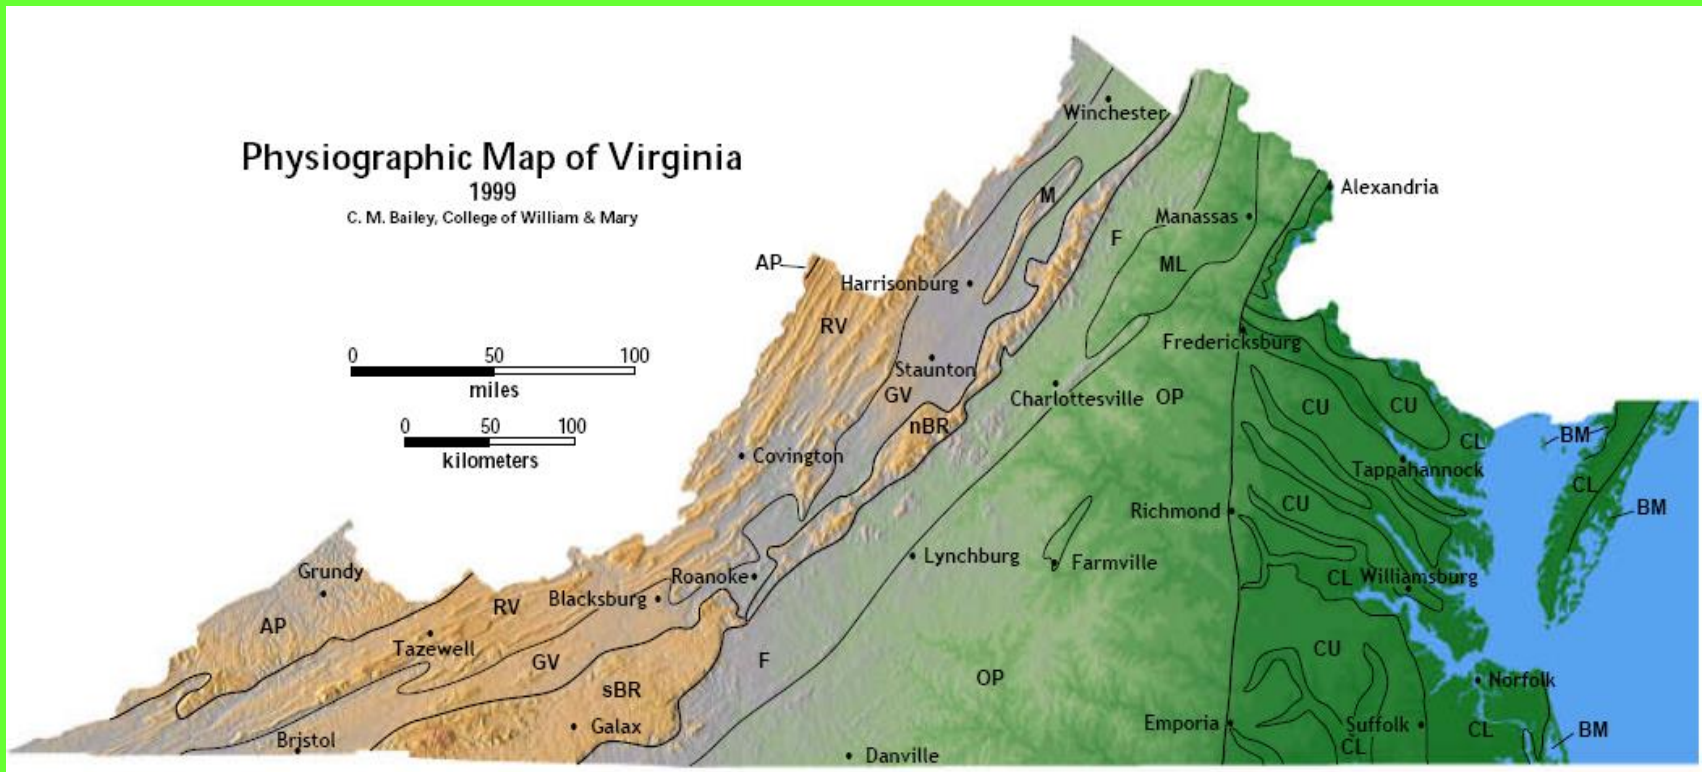 Physiographic Map of Virginia
1999
C. M. Bailey, College of William & Mary
Winchester
M
Alexandria
Manassas
F
AP
ML
Harrisonburg
RV
0 50 100
miles
Fredericksburg
Staunton
GV
Charlottesville
OP
CU
CU
0 50 100
kilometers
nBR
CL
BM
Covington
Tappahannock
CL
CU
BM
Richmond
Lynchburg
Farmville
Grundy
Roanoke
CL
Williamsburg
Blacksburg
RV
AP
Tazewell
GV
F
CU
sBR
OP
Norfolk
Galax
Emporia
Suffolk
CL
BM
Bristol
CL
Danville